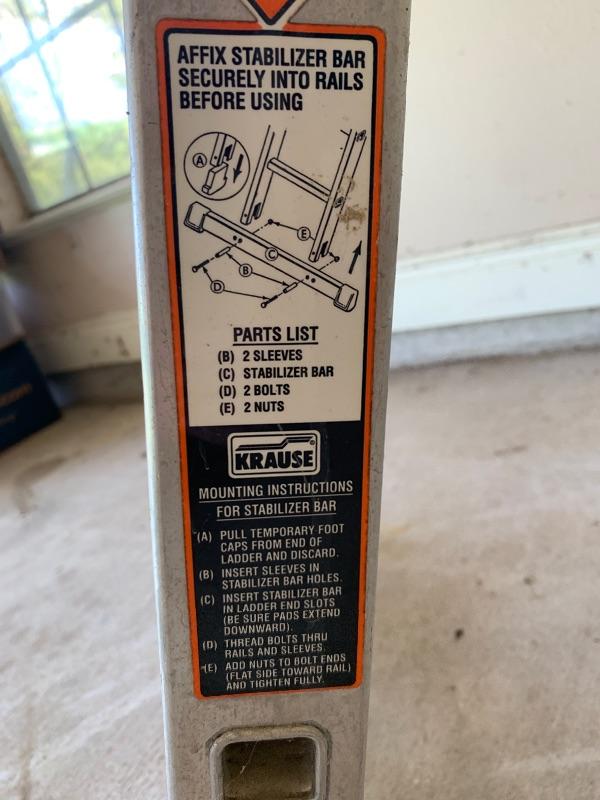 AFFIX STABILIZER BAR
SECURELY INTO RAILS
BEFORE USING
A
E
C
B
D
PARTS LIST
(B) 2 SLEEVES
(C) STABILIZER BAR
(D) 2 BOLTS
(E) 2 NUTS
KRAUSE®
MOUNTING INSTRUCTIONS
FOR STABILIZER BAR
(A) PULL TEMPORARY FOOT
CAPS FROM END OF
LADDER AND DISCARD.
(B) INSERT SLEEVES IN
STABILIZER BAR HOLES.
(C) INSERT STABILIZER BAR
IN LADDER END SLOTS
(BE SURE PADS EXTEND
DOWNWARD).
(D) THREAD BOLTS THRU
RAILS AND SLEEVES.
(E) ADD NUTS TO BOLT ENDS
(FLAT SIDE TOWARD RAIL)
AND TIGHTEN FULLY.